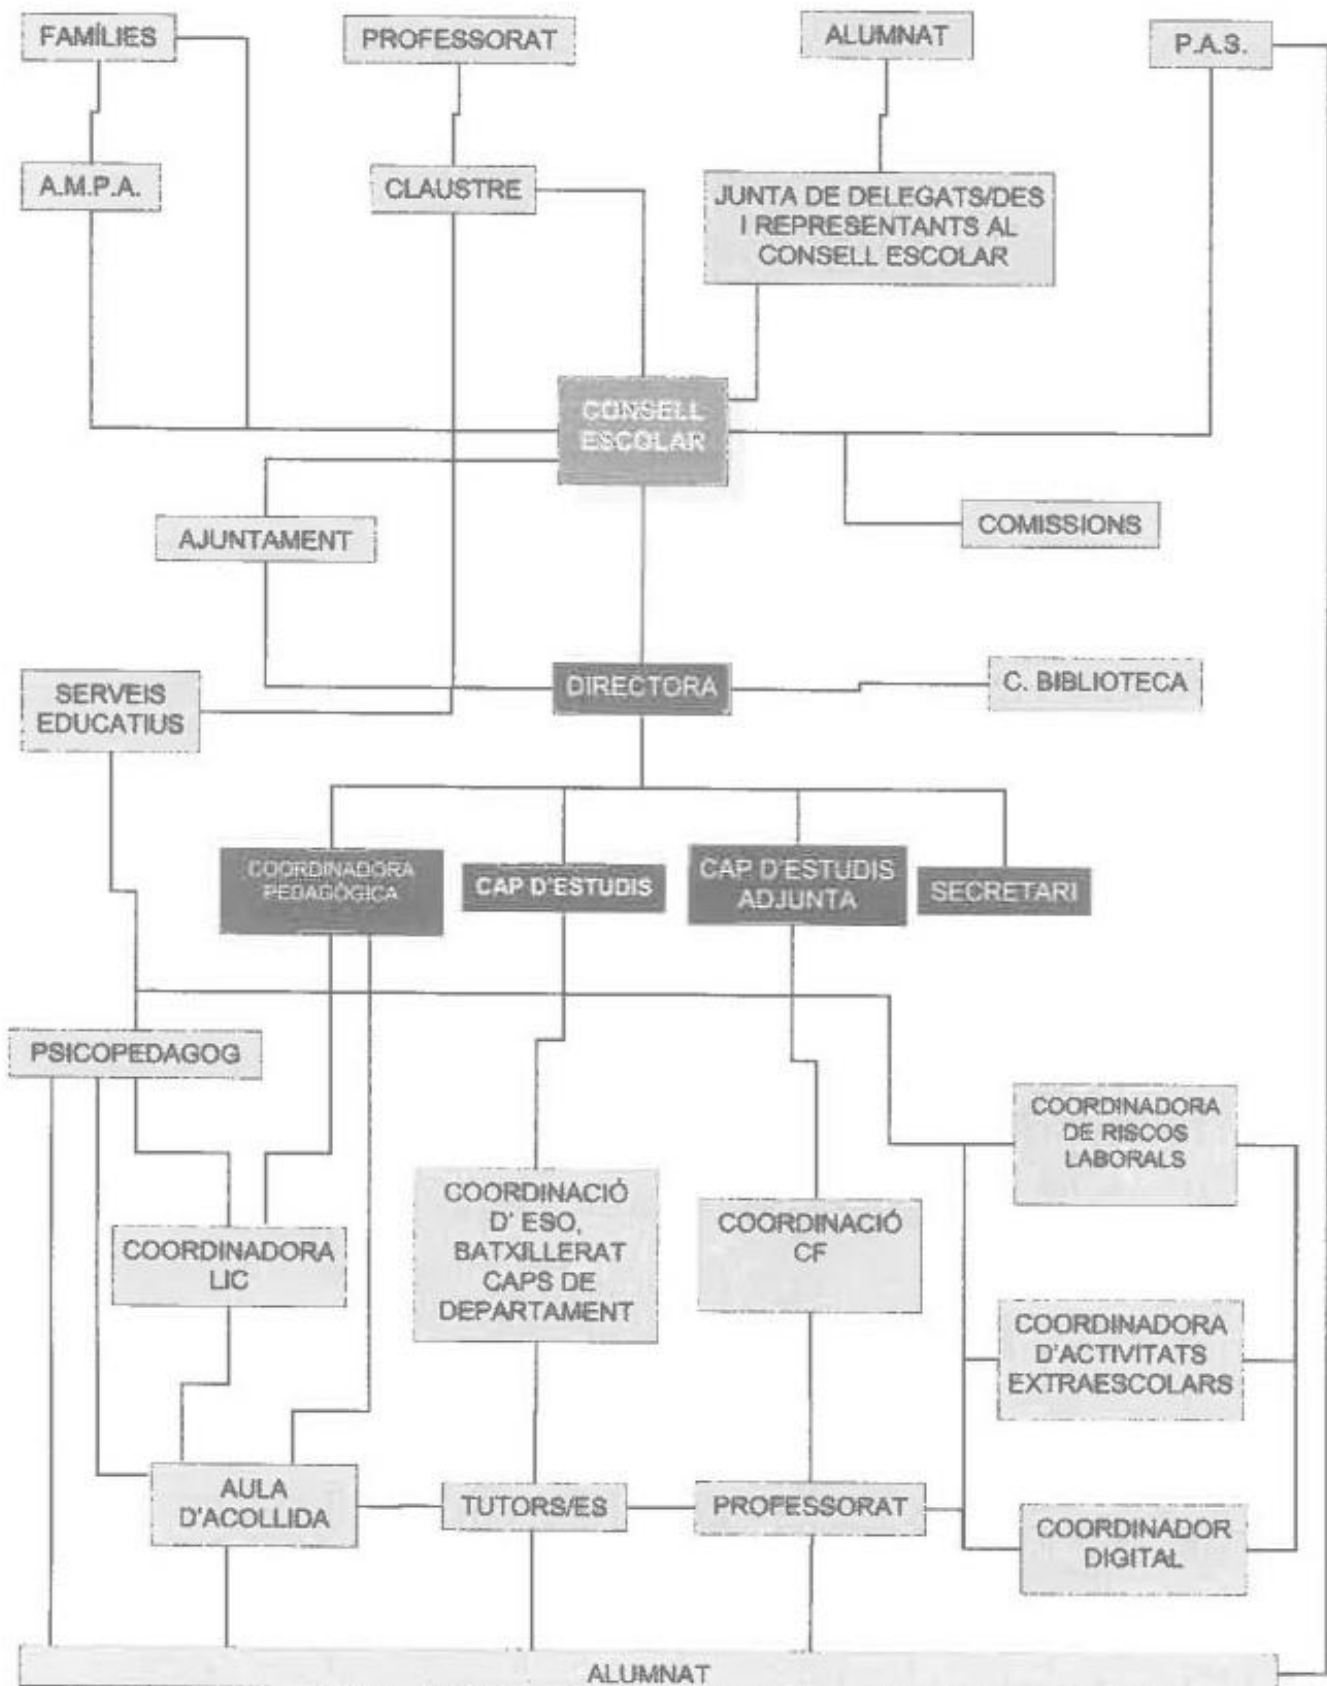 FAMÍLIES
PROFESSORAT
ALUMNAT
P.A.S.
A.M.P.A.
CLAUSTRE
JUNTA DE DELEGATS/DES
I REPRESENTANTS AL
CONSELL ESCOLAR
CONSELL
ESCOLAR
COMISSIONS
AJUNTAMENT
DIRECTORA
C. BIBLIOTECA
SERVEIS
EDUCATIUS
COORDINADORA
PEDAGÒGICA
CAP D'ESTUDIS
CAP D'ESTUDIS
ADJUNTA
SECRETARI
PSICOPEDAGOG
COORDINADORA
DE RISCOS
LABORALS
COORDINACIÓ
D' ESO,
BATXILLERAT
CAPS DE
DEPARTAMENT
COORDINACIÓ
CF
COORDINADORA
LIC
COORDINADORA
D'ACTIVITATS
EXTRAESCOLARS
AULA
D'ACOLLIDA
TUTORS/ES
PROFESSORAT
COORDINADOR
DIGITAL
ALUMNAT